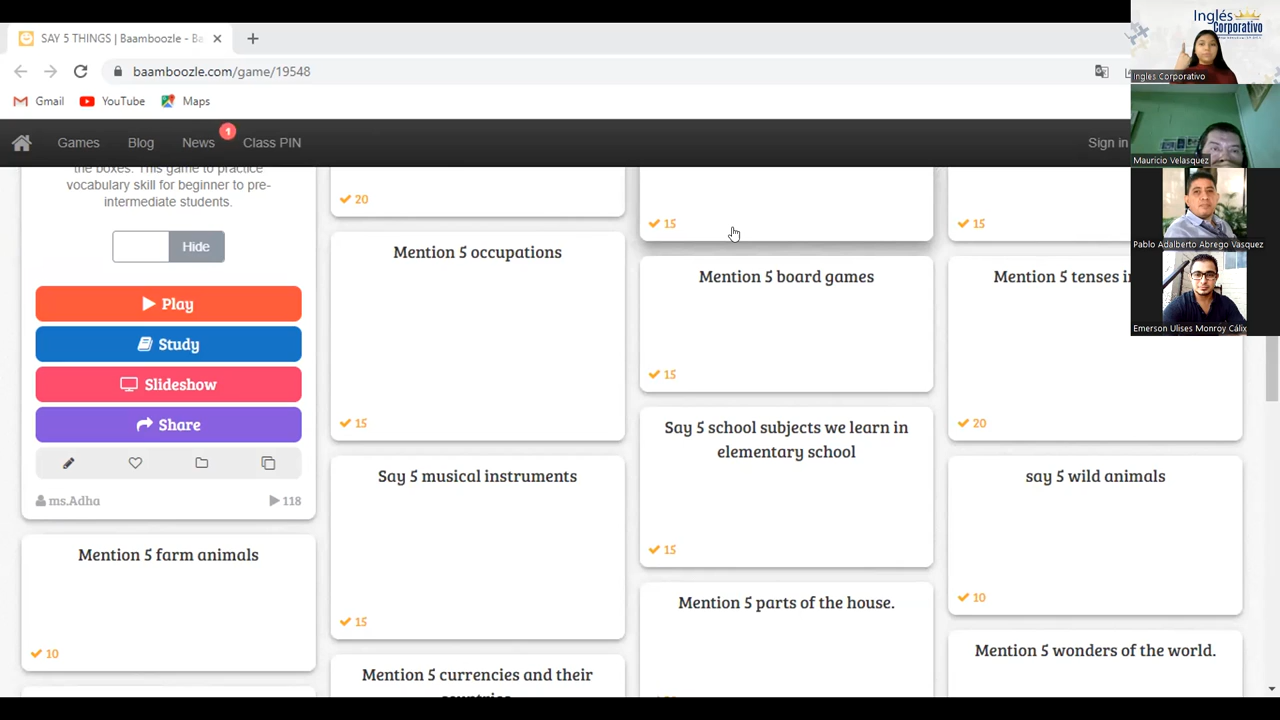 SAY 5 THINGS | Baamboozle - Ba
baamboozle.com/game/19548
Gmail
YouTube
Maps
Games
Blog
News
1
Class PIN
Sign in
the boxes. This game to practice
vocabulary skill for beginner to pre-
intermediate students.
Hide
Play
Study
Slideshow
Share
ms.Adha
118
Mention 5 farm animals
10
20
Mention 5 occupations
15
Say 5 musical instruments
15
Mention 5 currencies and their
countries
15
Mention 5 board games
15
Say 5 school subjects we learn in
elementary school
15
Mention 5 parts of the house.
15
Mention 5 tenses in
20
say 5 wild animals
10
Mention 5 wonders of the world.
Inglés
Corporativo
Ingles Corporativo
Mauricio Velasquez
Pablo Adalberto Abrego Vasquez
Emerson Ulises Monroy Cálix